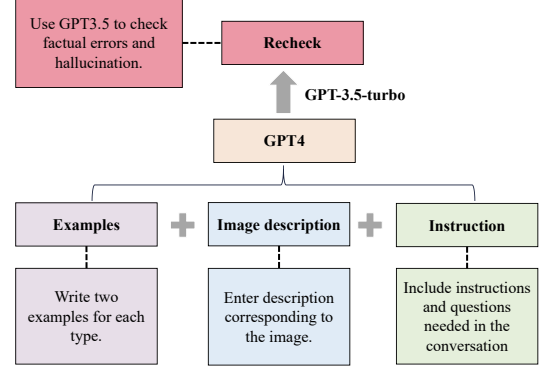 Use GPT3.5 to check
factual errors and
hallucination.
Recheck
GPT-3.5-turbo
GPT4
Examples
Image description
Instruction
Write two
examples for each
type.
Enter description
corresponding to
the image.
Include instructions
and questions
needed in the
conversation